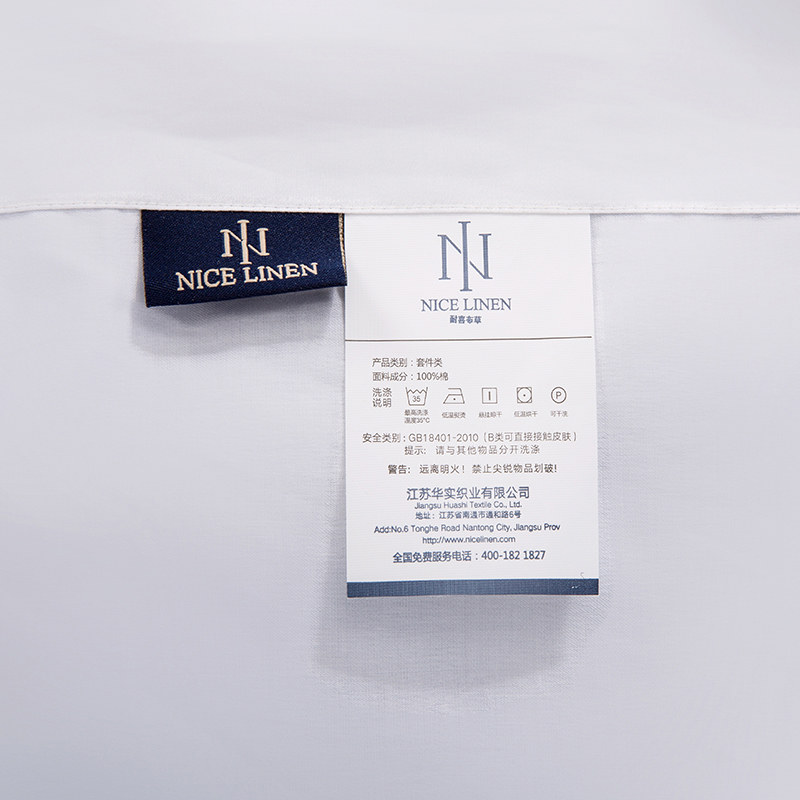 NICE LINEN
NICE LINEN
耐喜布草
产品类别：套件类
面料成分：100%棉
洗涤说明
35
P
最高洗涤温度35°C
低温熨烫
悬挂晾干
低温烘干
可干洗
安全类别：GB18401-2010（B类可直接接触皮肤）
提示：请与其他物品分开洗涤
警告：远离明火！禁止尖锐物品划破！
江苏华实织业有限公司
Jiangsu Huashi Textile Co., Ltd.
地址：江苏省南通市通和路6号
Add:No.6 Tonghe Road Nantong City, Jiangsu Prov
http://www.nicelinen.com
全国免费服务电话：400-182 1827